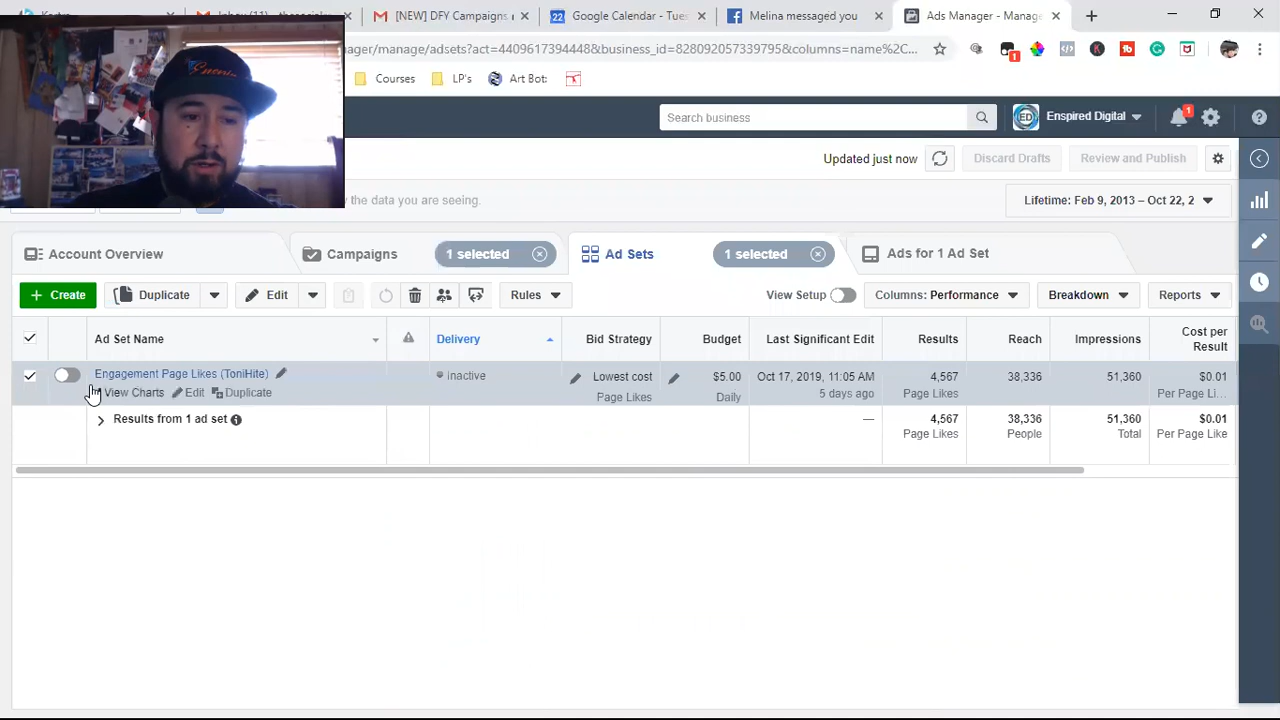 Inbox
[NEW] DFY Campaigns
Google Calendar - Tues
Melina messaged you
Ads Manager - Manage
ager/manage/adsets?act=4409617394448&business_id=828092057339795&columns=name%2C...
1
Courses
LP's
Art Bot:
Search business
ED
Enspired Digital
1
Updated just now
Discard Drafts
Review and Publish
the data you are seeing.
Lifetime: Feb 9, 2013 – Oct 22, 2
Account Overview
Campaigns
1 selected
Ad Sets
1 selected
Ads for 1 Ad Set
+ Create
Duplicate
Edit
Rules
View Setup
Columns: Performance
Breakdown
Reports
Ad Set Name
Delivery
Bid Strategy
Budget
Last Significant Edit
Results
Reach
Impressions
Cost per
Result
Engagement Page Likes (ToniHite)
View Charts
Edit
Duplicate
Inactive
Lowest cost
Page Likes
$5.00
Daily
Oct 17, 2019, 11:05 AM
5 days ago
4,567
Page Likes
38,336
51,360
$0.01
Per Page Li...
Results from 1 ad set
—
4,567
Page Likes
38,336
People
51,360
Total
$0.01
Per Page Like